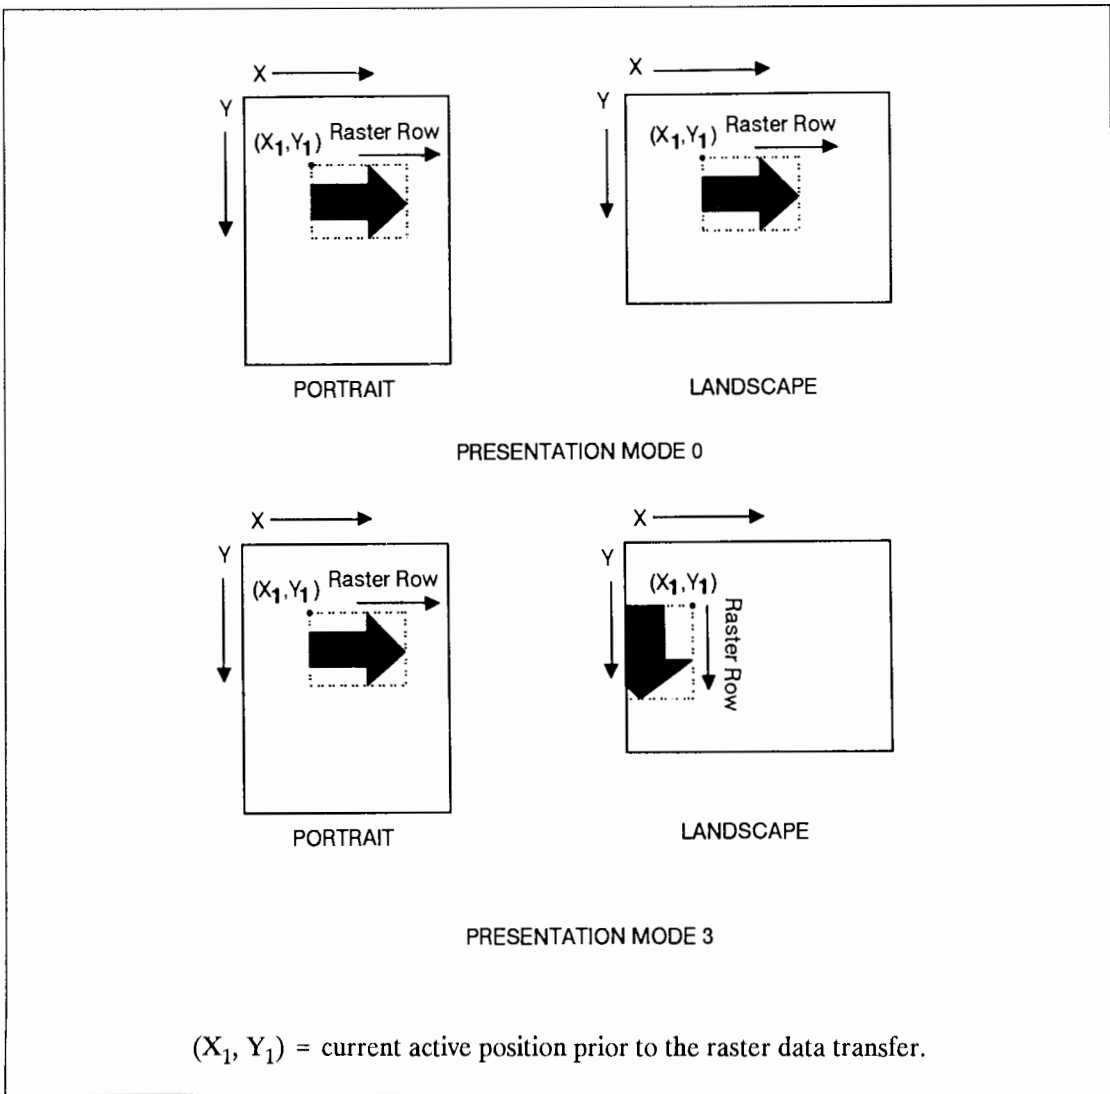 X
X
Y
Y
(X1,Y1) Raster Row
(X1,Y1) Raster Row
PORTRAIT
LANDSCAPE
PRESENTATION MODE 0
X
X
Y
Y
(X1,Y1) Raster Row
(X1,Y1)
Raster Row
PORTRAIT
LANDSCAPE
PRESENTATION MODE 3
(X1, Y1) = current active position prior to the raster data transfer.